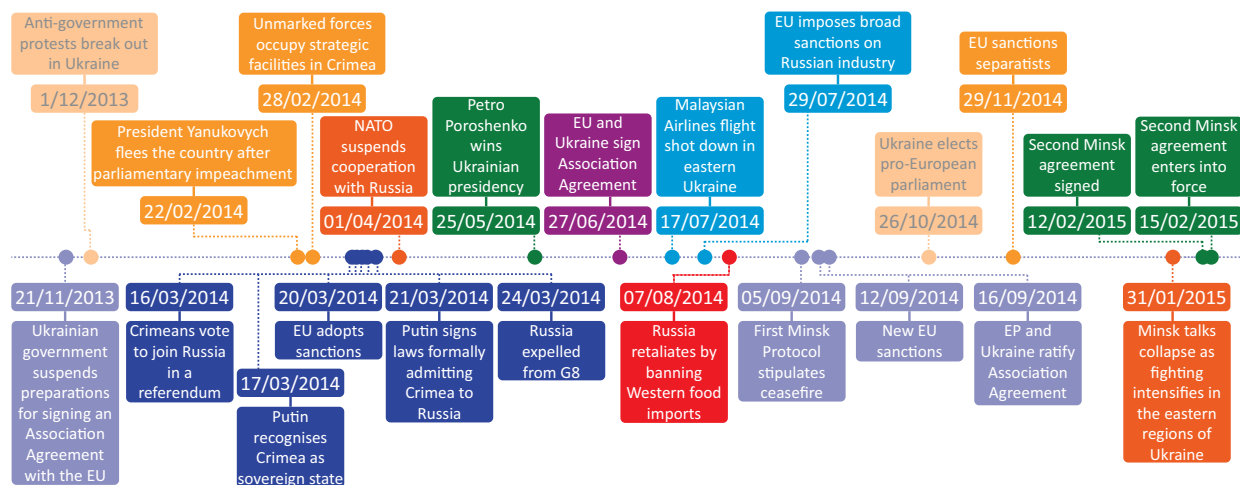 Anti-government
protests break out
in Ukraine
1/12/2013
President Yanukovych
flees the country after
parliamentary impeachment
22/02/2014
Unmarked forces
occupy strategic
facilities in Crimea
28/02/2014
NATO
suspends
cooperation
with Russia
01/04/2014
Petro
Poroshenko
wins
Ukrainian
presidency
25/05/2014
EU and
Ukraine sign
Association
Agreement
27/06/2014
Malaysian
Airlines flight
shot down in
eastern
Ukraine
17/07/2014
EU imposes broad
sanctions on
Russian industry
29/07/2014
Ukraine elects
pro-European
parliament
26/10/2014
EU sanctions
separatists
29/11/2014
Second Minsk
agreement
signed
12/02/2015
Second Minsk
agreement
enters into
force
15/02/2015
21/11/2013
Ukrainian
government
suspends
preparations
for signing an
Association
Agreement
with the EU
16/03/2014
Crimeans vote
to join Russia
in a
referendum
17/03/2014
Putin
recognises
Crimea as
sovereign state
20/03/2014
EU adopts
sanctions
21/03/2014
Putin signs
laws formally
admitting
Crimea to
Russia
24/03/2014
Russia
expelled
from G8
07/08/2014
Russia
retaliates by
banning
Western food
imports
05/09/2014
First Minsk
Protocol
stipulates
ceasefire
12/09/2014
New EU
sanctions
16/09/2014
EP and
Ukraine ratify
Association
Agreement
31/01/2015
Minsk talks
collapse as
fighting
intensifies in
the eastern
regions of
Ukraine